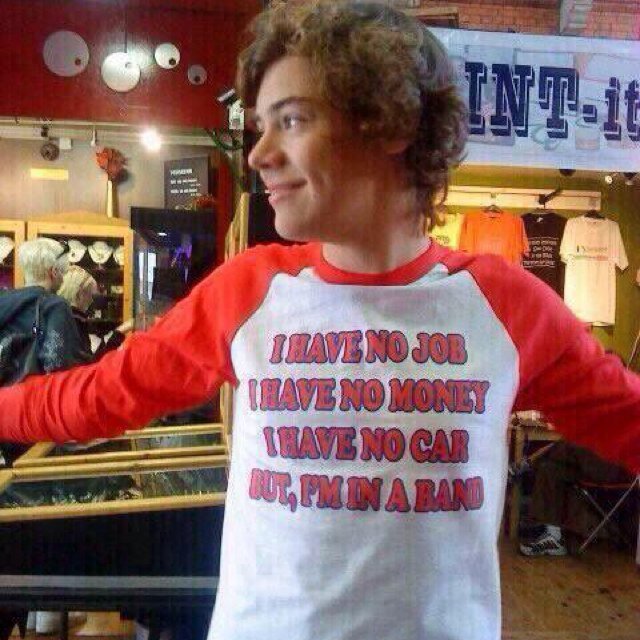 INT-it
I HAVE NO JOB
I HAVE NO MONEY
I HAVE NO CAR
BUT, I'M IN A BAND